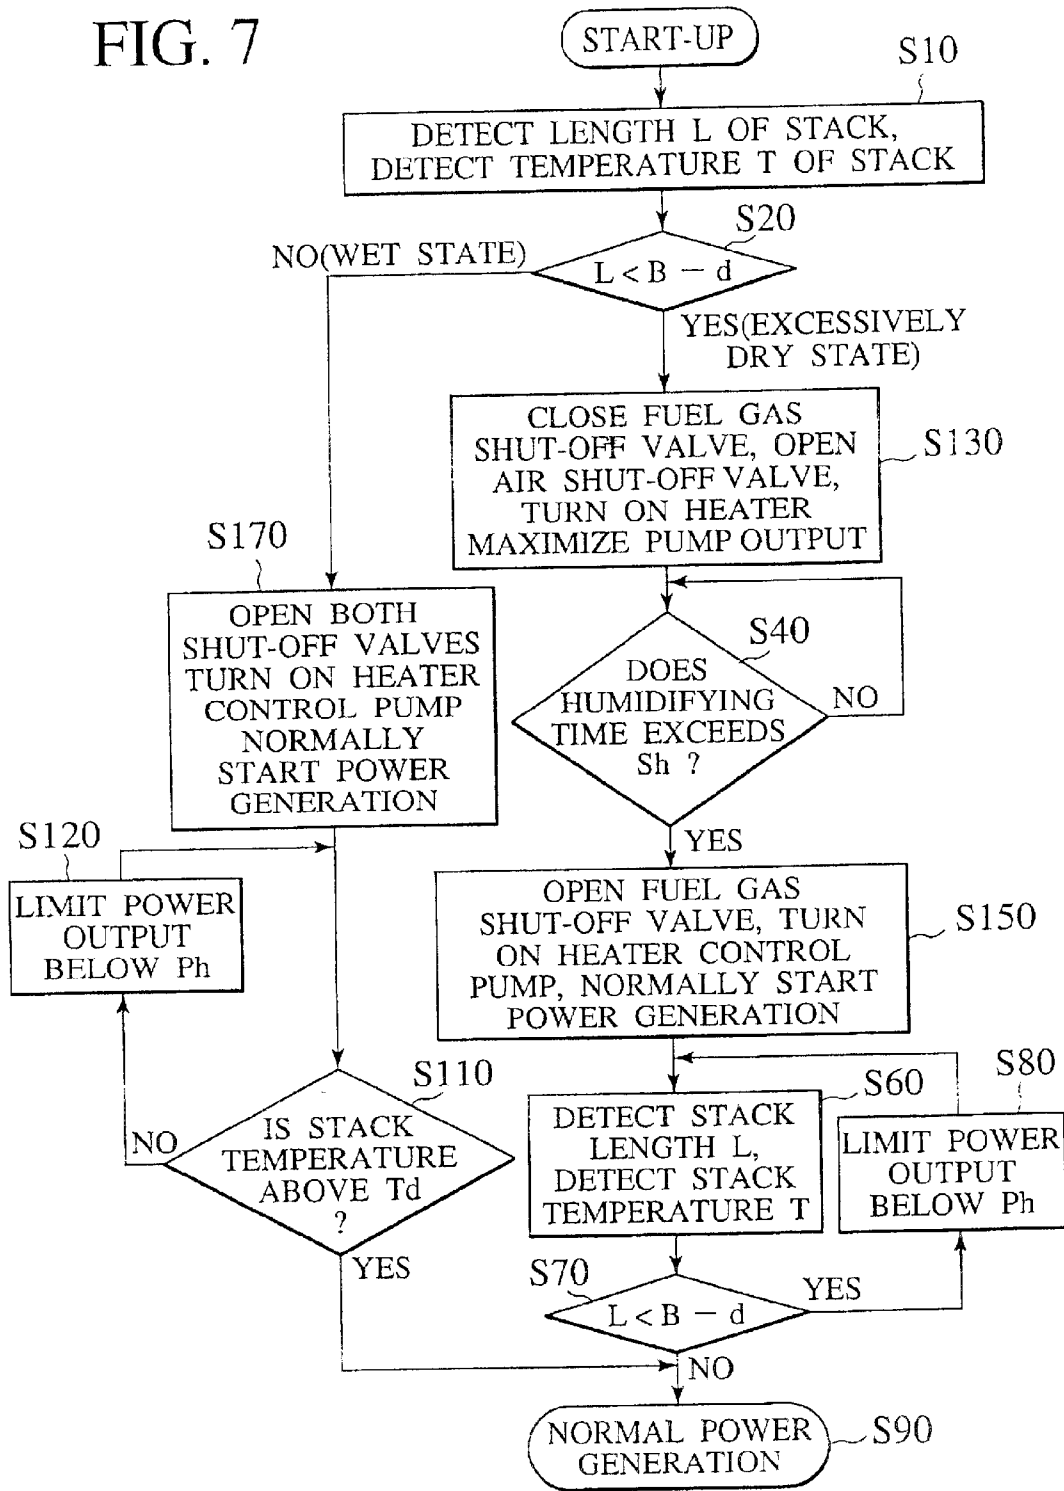 FIG. 7
START-UP
S10
DETECT LENGTH L OF STACK,
DETECT TEMPERATURE T OF STACK
S20
L < B - d
NO(WET STATE)
YES(EXCESSIVELY
DRY STATE)
CLOSE FUEL GAS
SHUT-OFF VALVE, OPEN
AIR SHUT-OFF VALVE,
TURN ON HEATER
MAXIMIZE PUMP OUTPUT
S130
S170
OPEN BOTH
SHUT-OFF VALVES
TURN ON HEATER
CONTROL PUMP
NORMALLY
START POWER
GENERATION
S40
DOES
HUMIDIFYING
TIME EXCEEDS
Sh ?
NO
YES
S120
LIMIT POWER
OUTPUT
BELOW Ph
OPEN FUEL GAS
SHUT-OFF VALVE, TURN
ON HEATER CONTROL
PUMP, NORMALLY START
POWER GENERATION
S150
S110
IS STACK
TEMPERATURE
ABOVE Td
?
NO
YES
S60
DETECT STACK
LENGTH L,
DETECT STACK
TEMPERATURE T
S80
LIMIT POWER
OUTPUT
BELOW Ph
S70
L < B - d
YES
NO
NORMAL POWER
GENERATION
S90